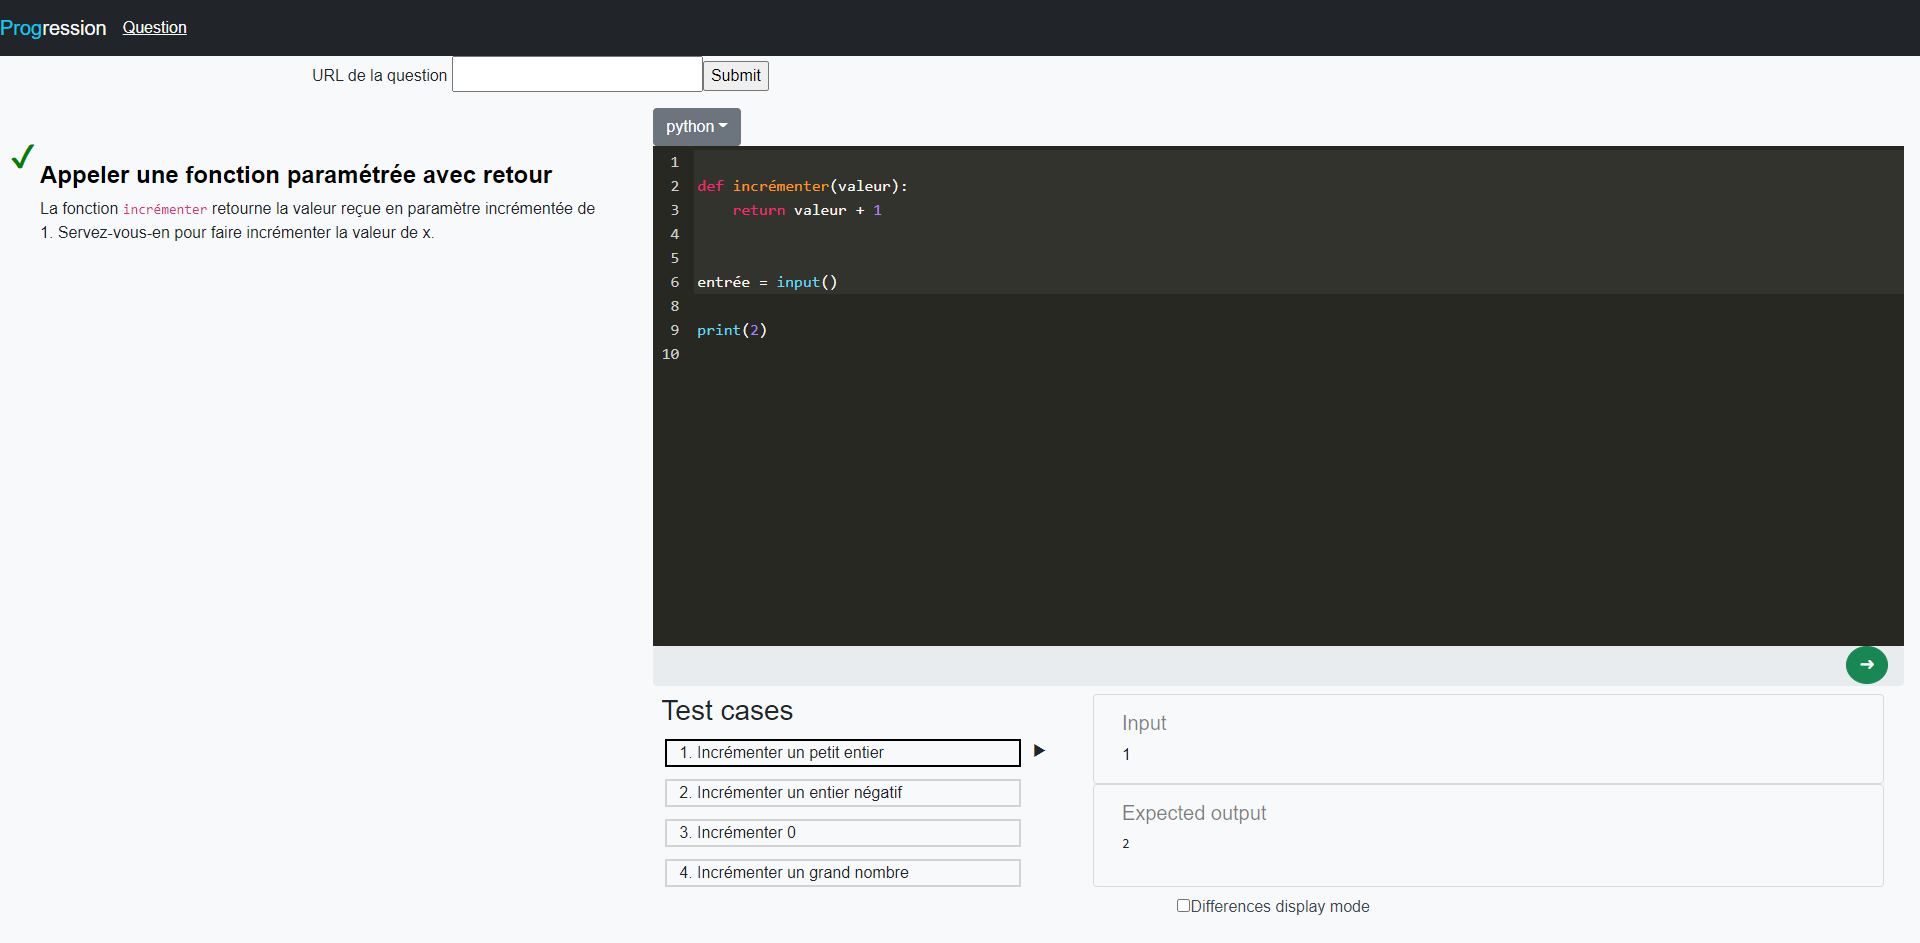 Progression Question
URL de la question Submit
python
✓
Appeler une fonction paramétrée avec retour
La fonction incrémenter retourne la valeur reçue en paramètre incrémentée de
1. Servez-vous-en pour faire incrémenter la valeur de x.
1
2 def incrémenter(valeur):
3     return valeur + 1
4
5
6 entrée = input()
8
9 print(2)
10
Test cases
1. Incrémenter un petit entier
2. Incrémenter un entier négatif
3. Incrémenter 0
4. Incrémenter un grand nombre
Input
1
Expected output
2
Differences display mode